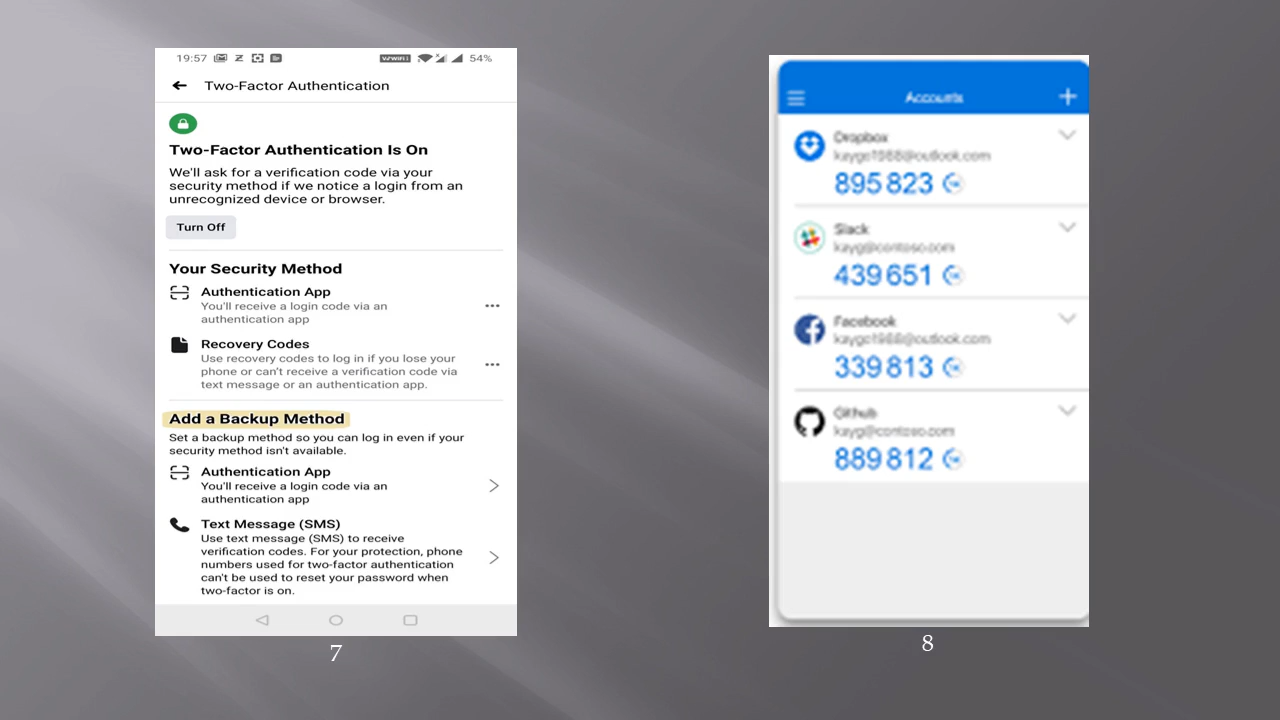 19:57
VoWiFi
54%
Two-Factor Authentication
Two-Factor Authentication Is On
We'll ask for a verification code via your
security method if we notice a login from an
unrecognized device or browser.
Turn Off
Your Security Method
Authentication App
You'll receive a login code via an
authentication app
Recovery Codes
Use recovery codes to log in if you lose your
phone or can't receive a verification code via
text message or an authentication app.
Add a Backup Method
Set a backup method so you can log in even if your
security method isn't available.
Authentication App
You'll receive a login code via an
authentication app
Text Message (SMS)
Use text message (SMS) to receive
verification codes. For your protection, phone
numbers used for two-factor authentication
can't be used to reset your password when
two-factor is on.
7
Accounts
Dropbox
895 823
Slack
kayg@contoso.com
439 651
Facebook
339 813
Github
kayg@contoso.com
889 812
8